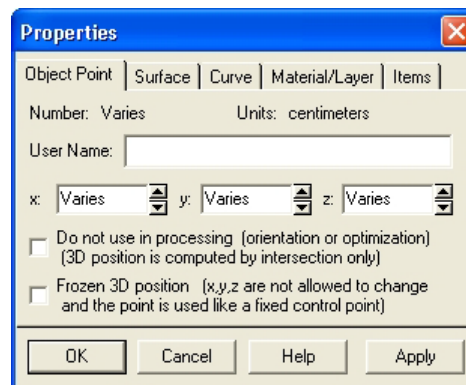 Properties
Object Point Surface Curve Material/Layer Items
Number: Varies Units: centimeters
User Name:
x: Varies y: Varies z: Varies
Do not use in processing (orientation or optimization)
(3D position is computed by intersection only)
Frozen 3D position (x,y,z are not allowed to change
and the point is used like a fixed control point)
OK Cancel Help Apply